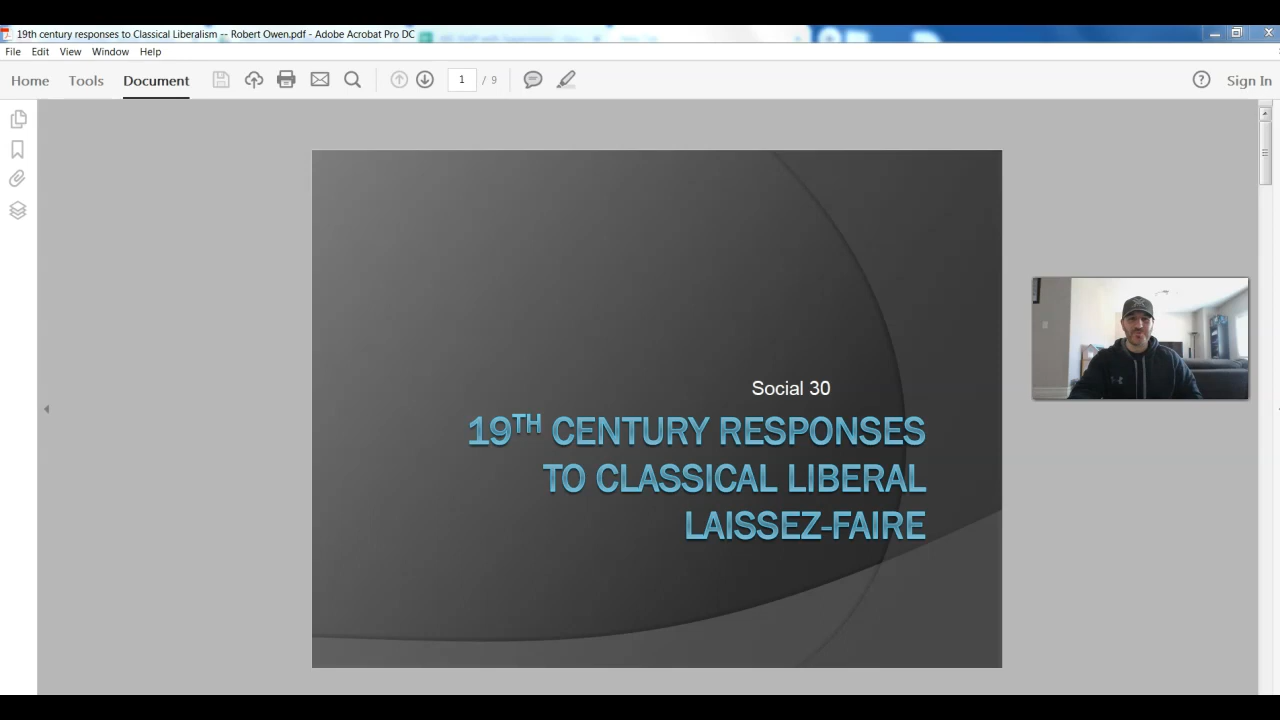 19th century responses to Classical Liberalism -- Robert Owen.pdf - Adobe Acrobat Pro DC
File Edit View Window Help
Home Tools Document 1 / 9 Sign In
Social 30
19TH CENTURY RESPONSES
TO CLASSICAL LIBERAL
LAISSEZ-FAIRE